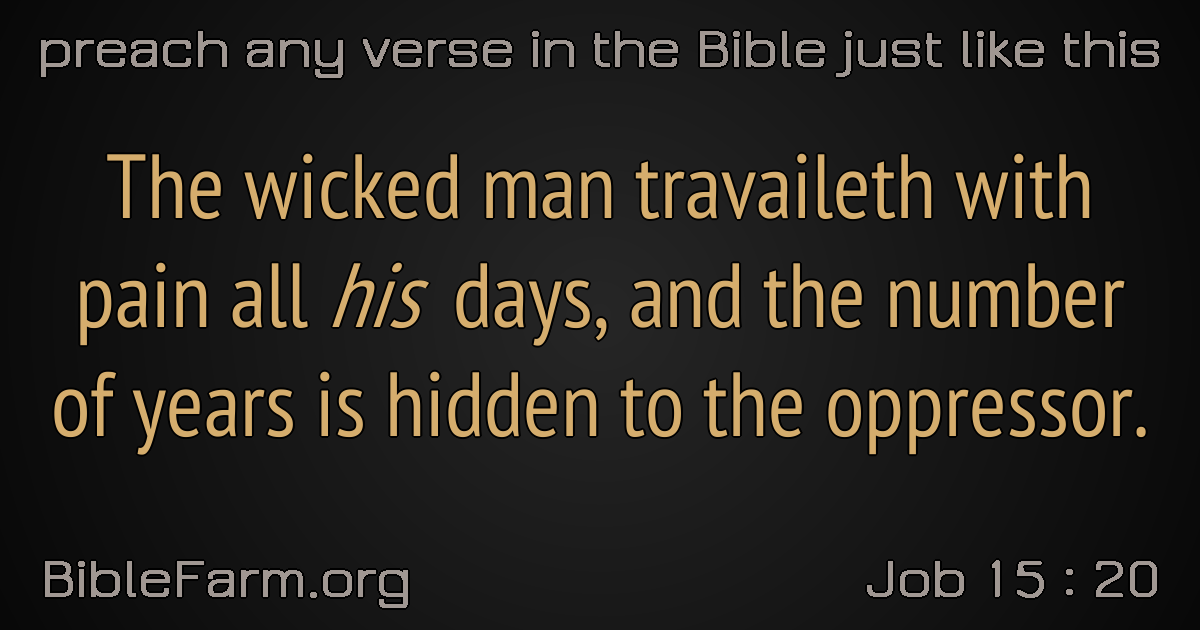 preach any verse in the Bible just like this
The wicked man travaileth with
pain all his days, and the number
of years is hidden to the oppressor.
BibleFarm.org
Job 15 : 20